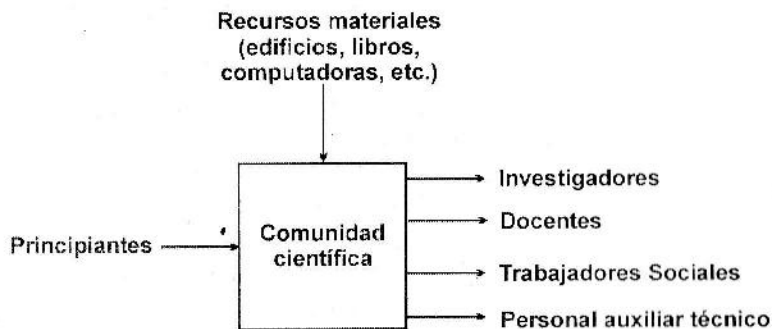 Recursos materiales
(edificios, libros,
computadoras, etc.)
Investigadores
Docentes
Principiantes
Comunidad
científica
Trabajadores Sociales
Personal auxiliar técnico